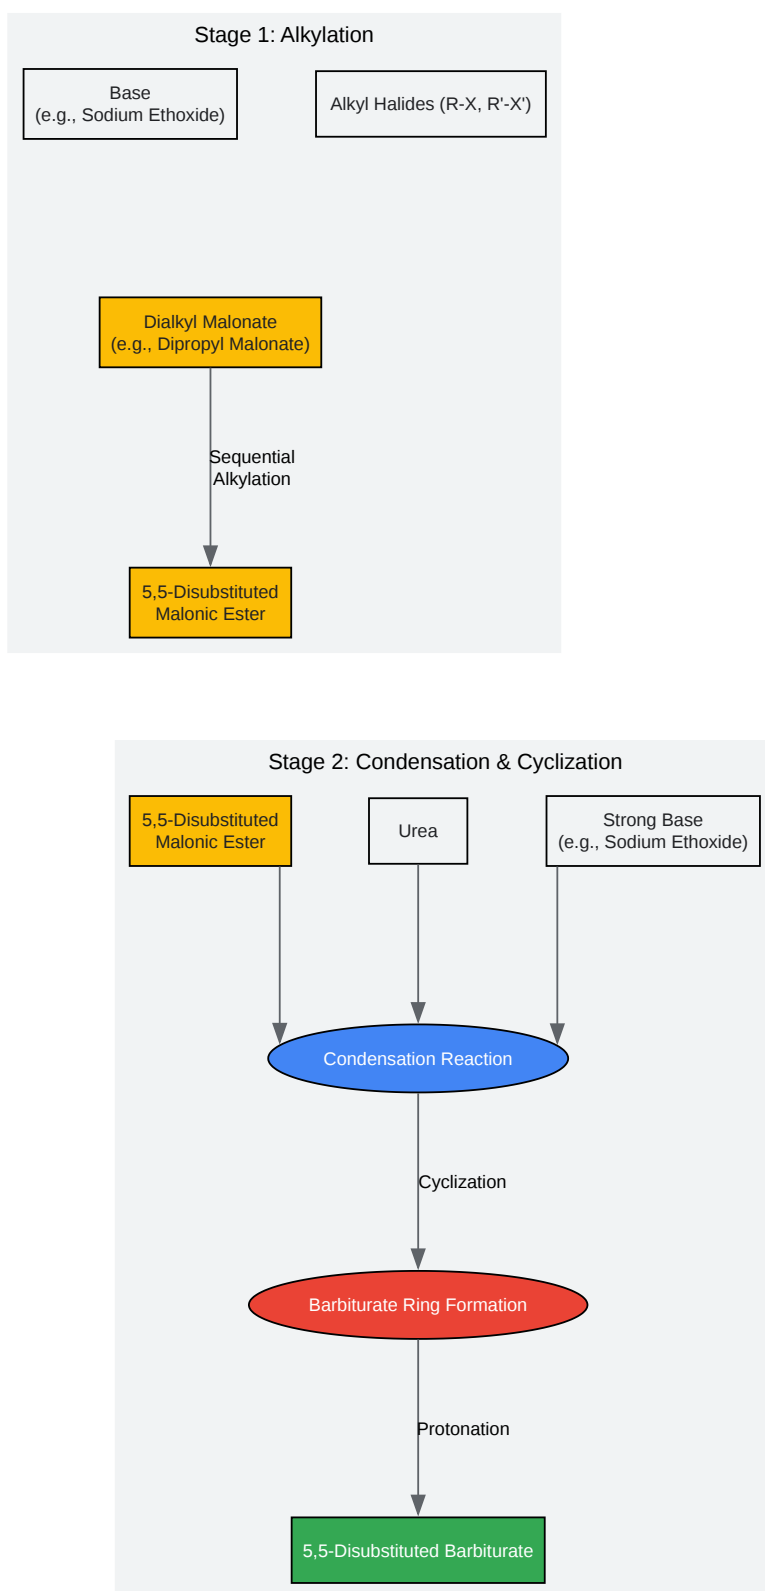 Stage 1: Alkylation
Base
(e.g., Sodium Ethoxide)
Alkyl Halides (R-X, R'-X')
Dialkyl Malonate
(e.g., Dipropyl Malonate)
Sequential
Alkylation
5,5-Disubstituted
Malonic Ester
Stage 2: Condensation & Cyclization
5,5-Disubstituted
Malonic Ester
Urea
Strong Base
(e.g., Sodium Ethoxide)
Condensation Reaction
Cyclization
Barbiturate Ring Formation
Protonation
5,5-Disubstituted Barbiturate